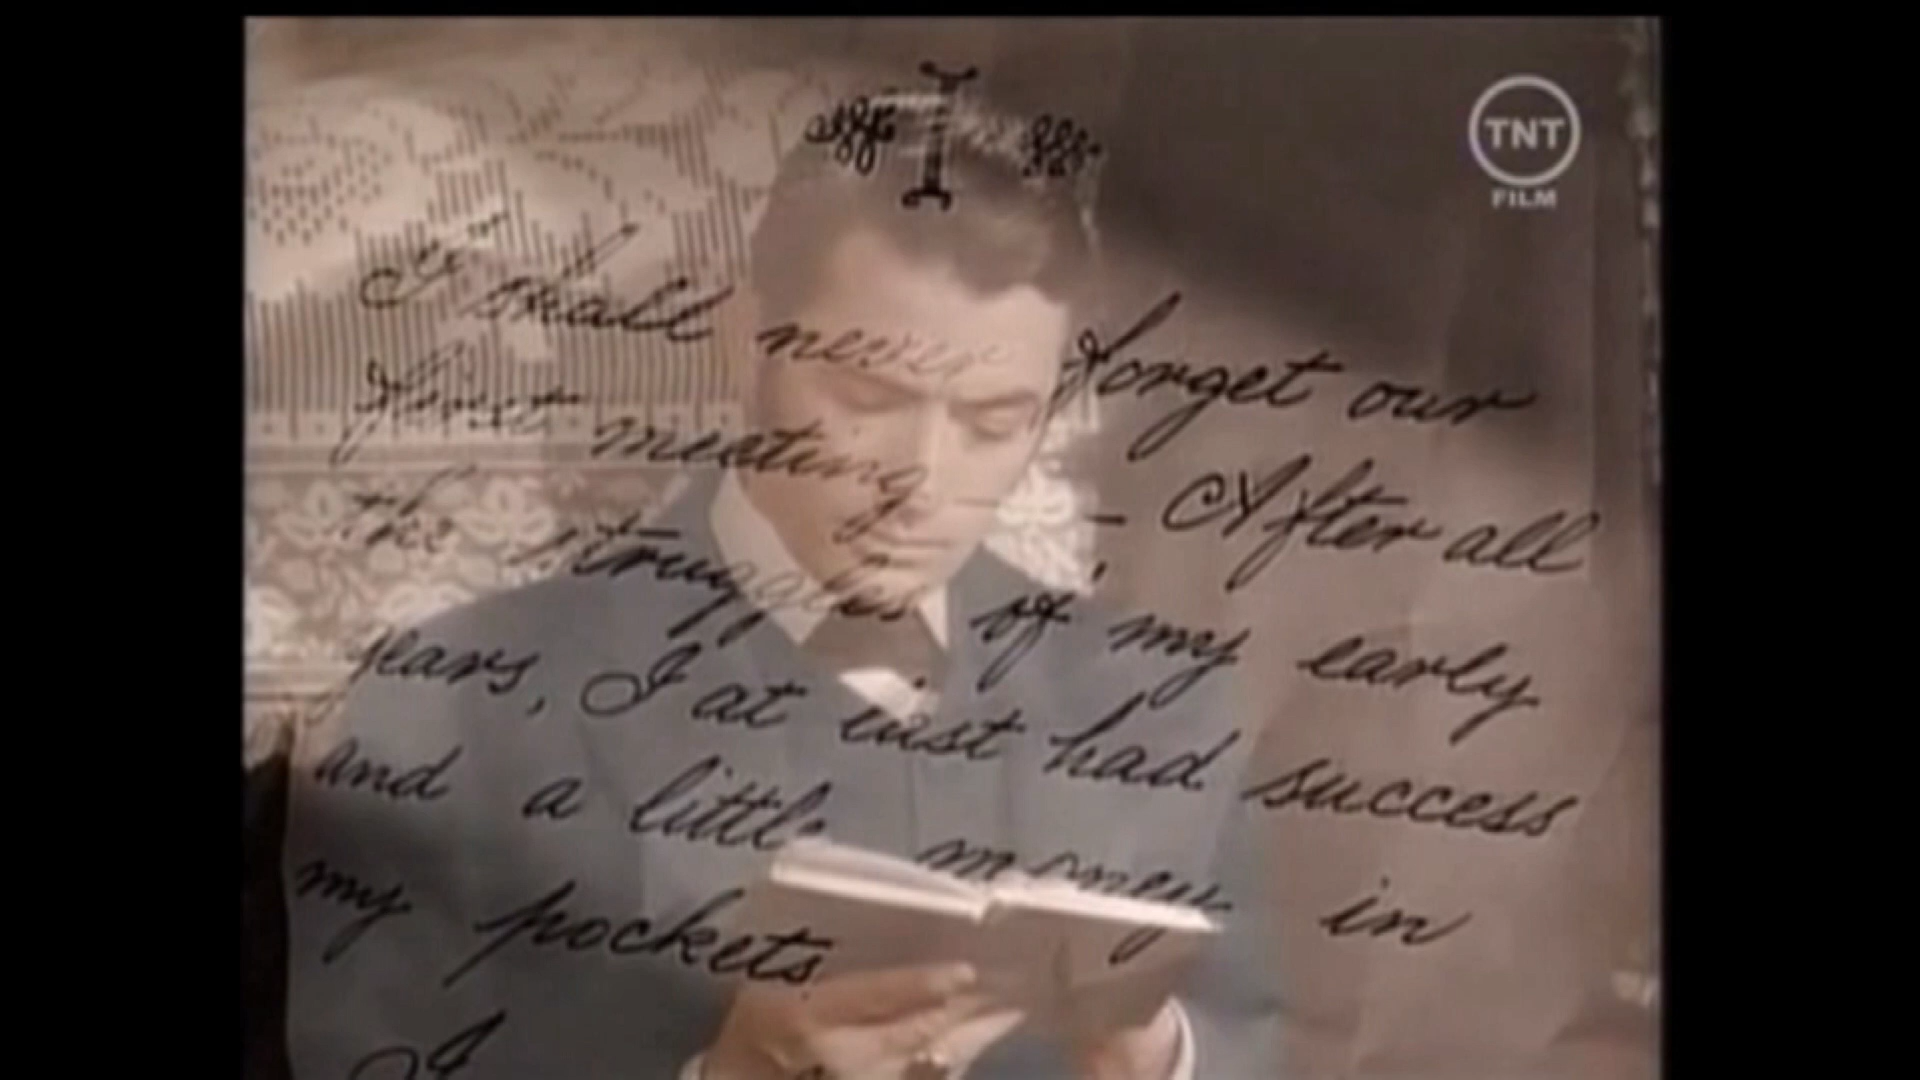 I
TNT
FILM
I shall never forget our
first meeting —. After all
the struggles of my early
years, I at last had success
and a little money in
my pockets.
I